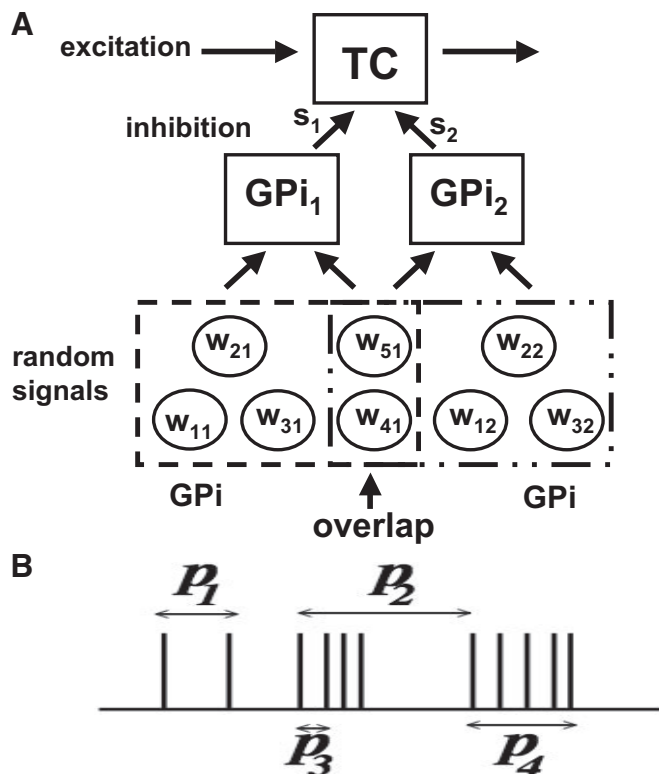 A
excitation
TC
inhibition
s1
s2
GPi1
GPi2
random
signals
w21
w51
w22
w11
w31
w41
w12
w32
GPi
GPi
overlap
B
p1
p2
p3
p4